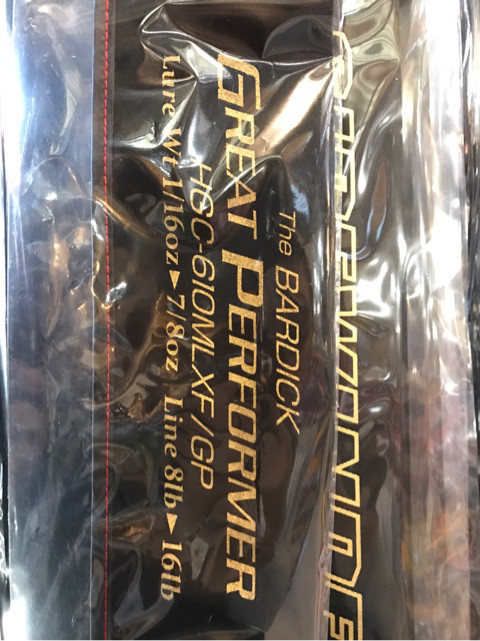 The BARDICK
GREAT PERFORMER
HGC-610MLXF/GP
Lure Wt 1/16oz▶7/8oz Line 8lb▶16lb